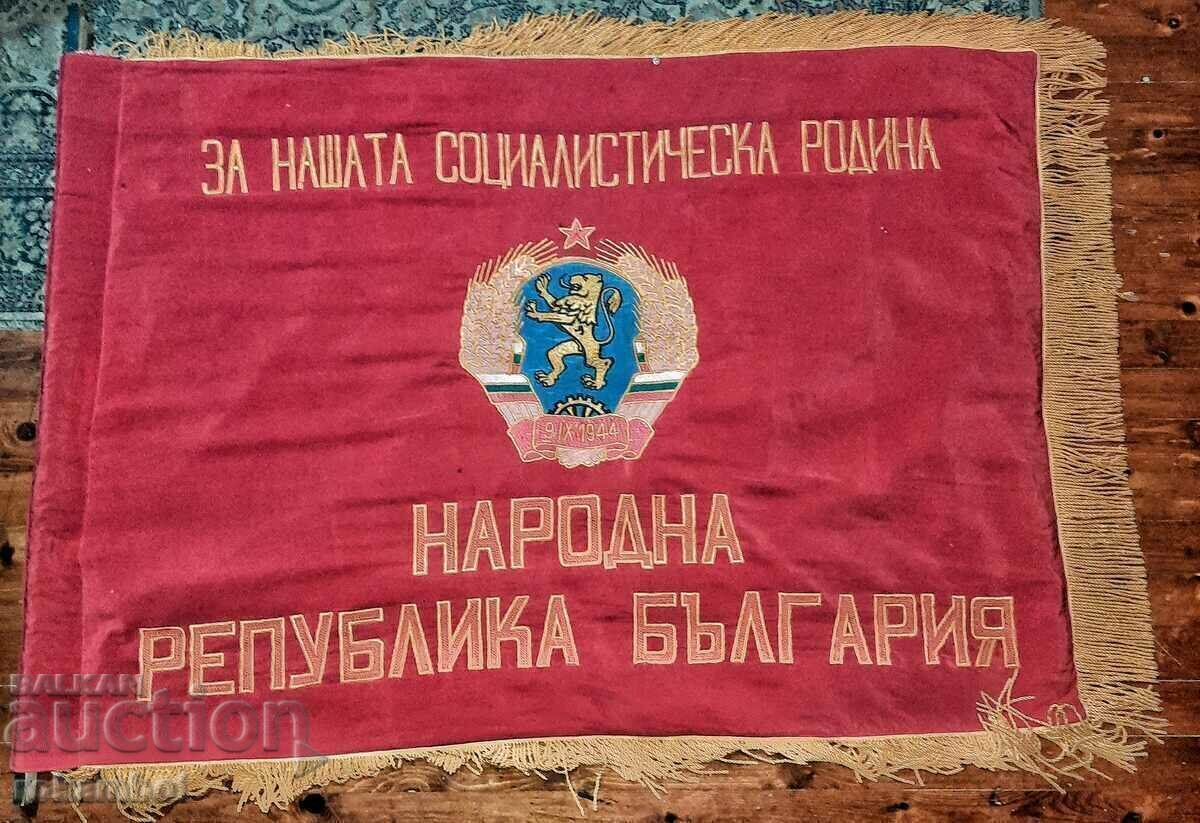 ЗА НАШАТА СОЦИАЛИСТИЧЕСКА РОДИНА
9 IX 1944
НАРОДНА
РЕПУБЛИКА БЪЛГАРИЯ
BALKAN
auction